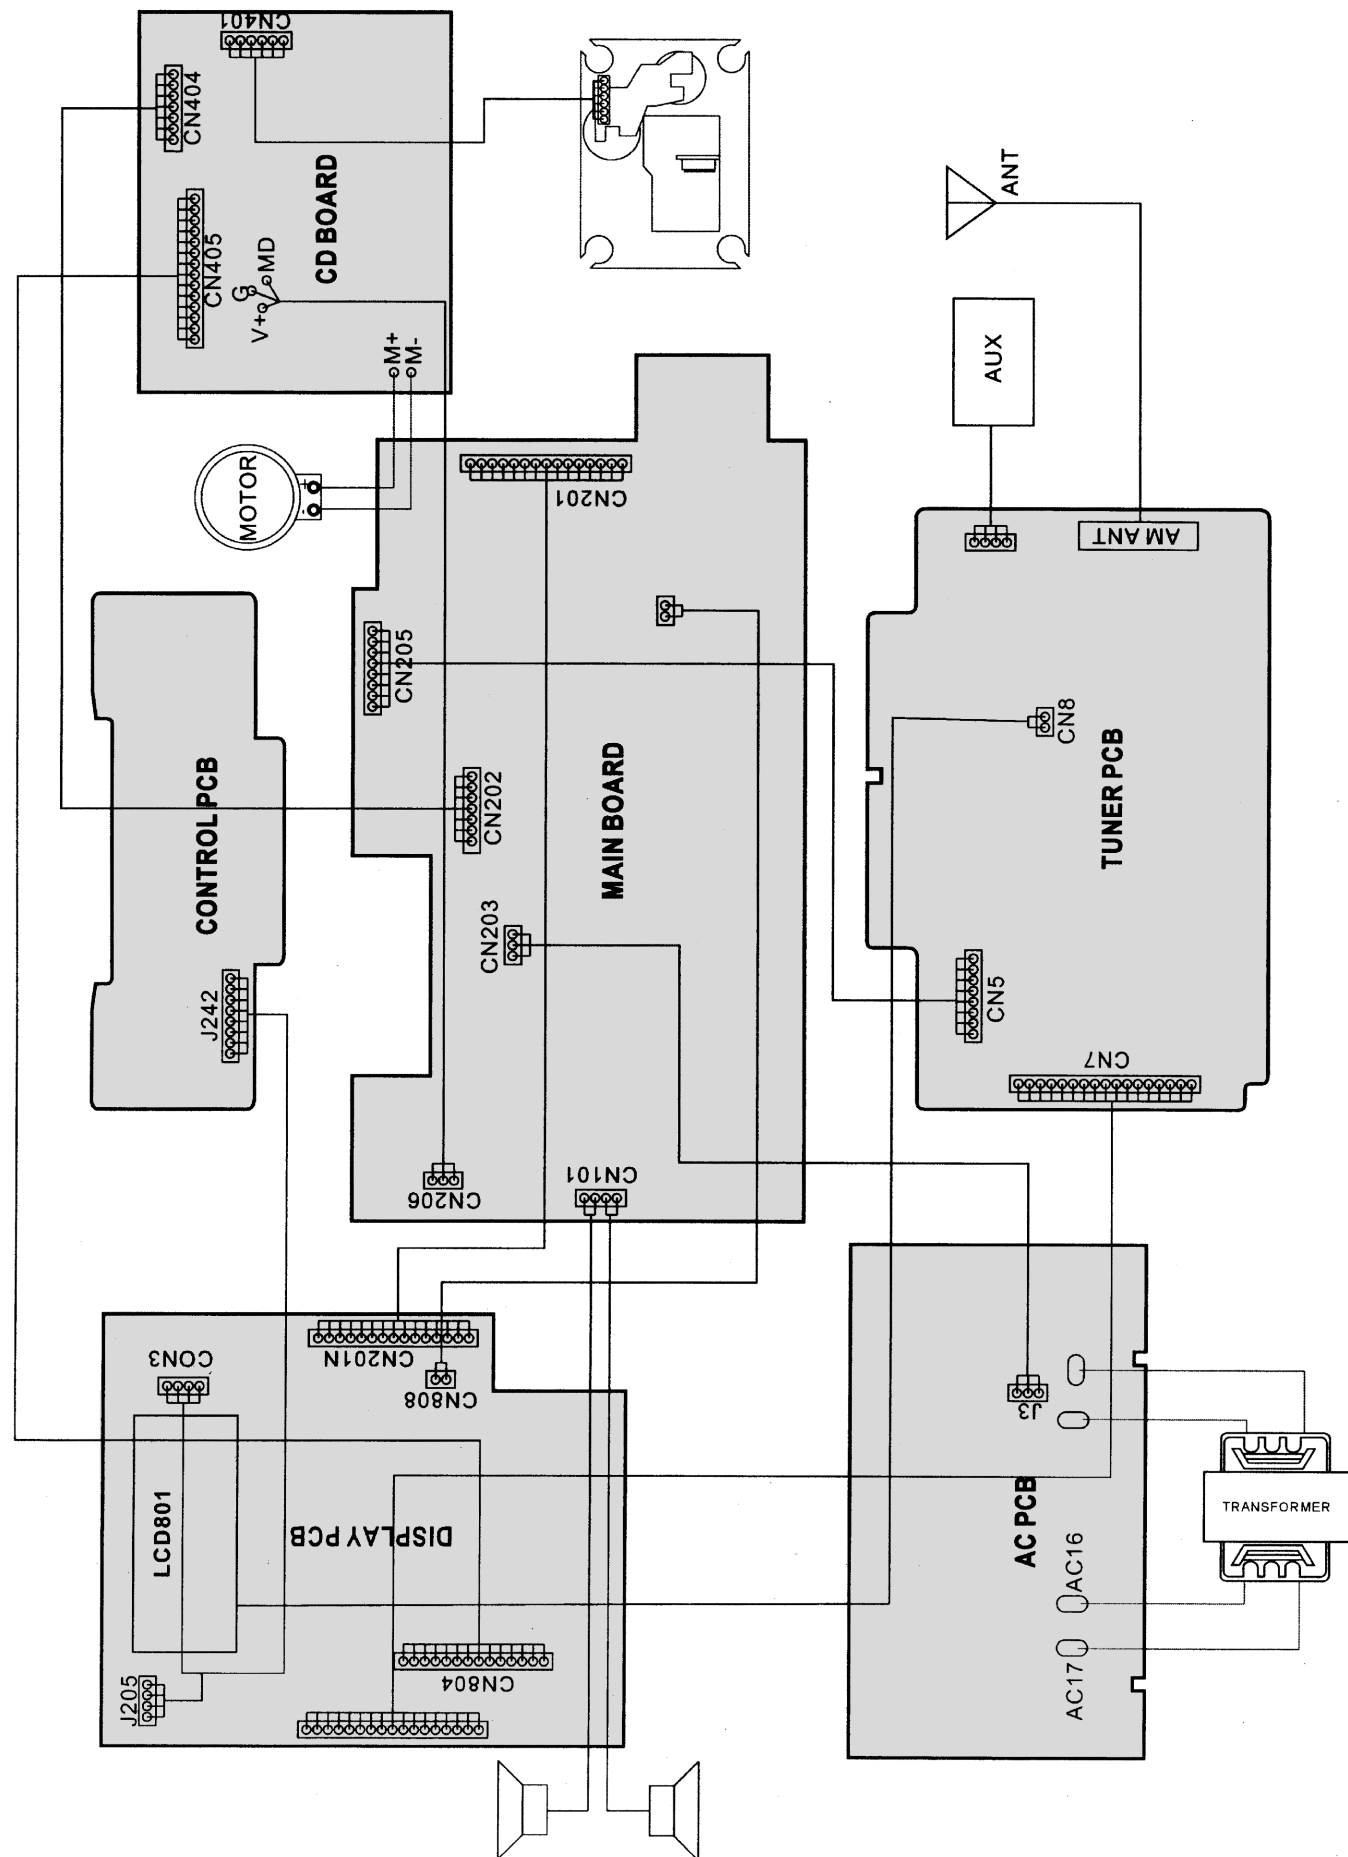 CN401
CN404
CD BOARD
CN405
G
MD
V+
M+
M-
ANT
AUX
MOTOR
+
-
CN201
AM ANT
CN205
CN8
CONTROL PCB
CN202
MAIN BOARD
TUNER PCB
CN203
J242
CN5
CN7
CN101
CN206
CON3
CN201N
CN808
J3
LCD801
DISPLAY PCB
AC PCB
TRANSFORMER
AC16
AC17
J205
CN804